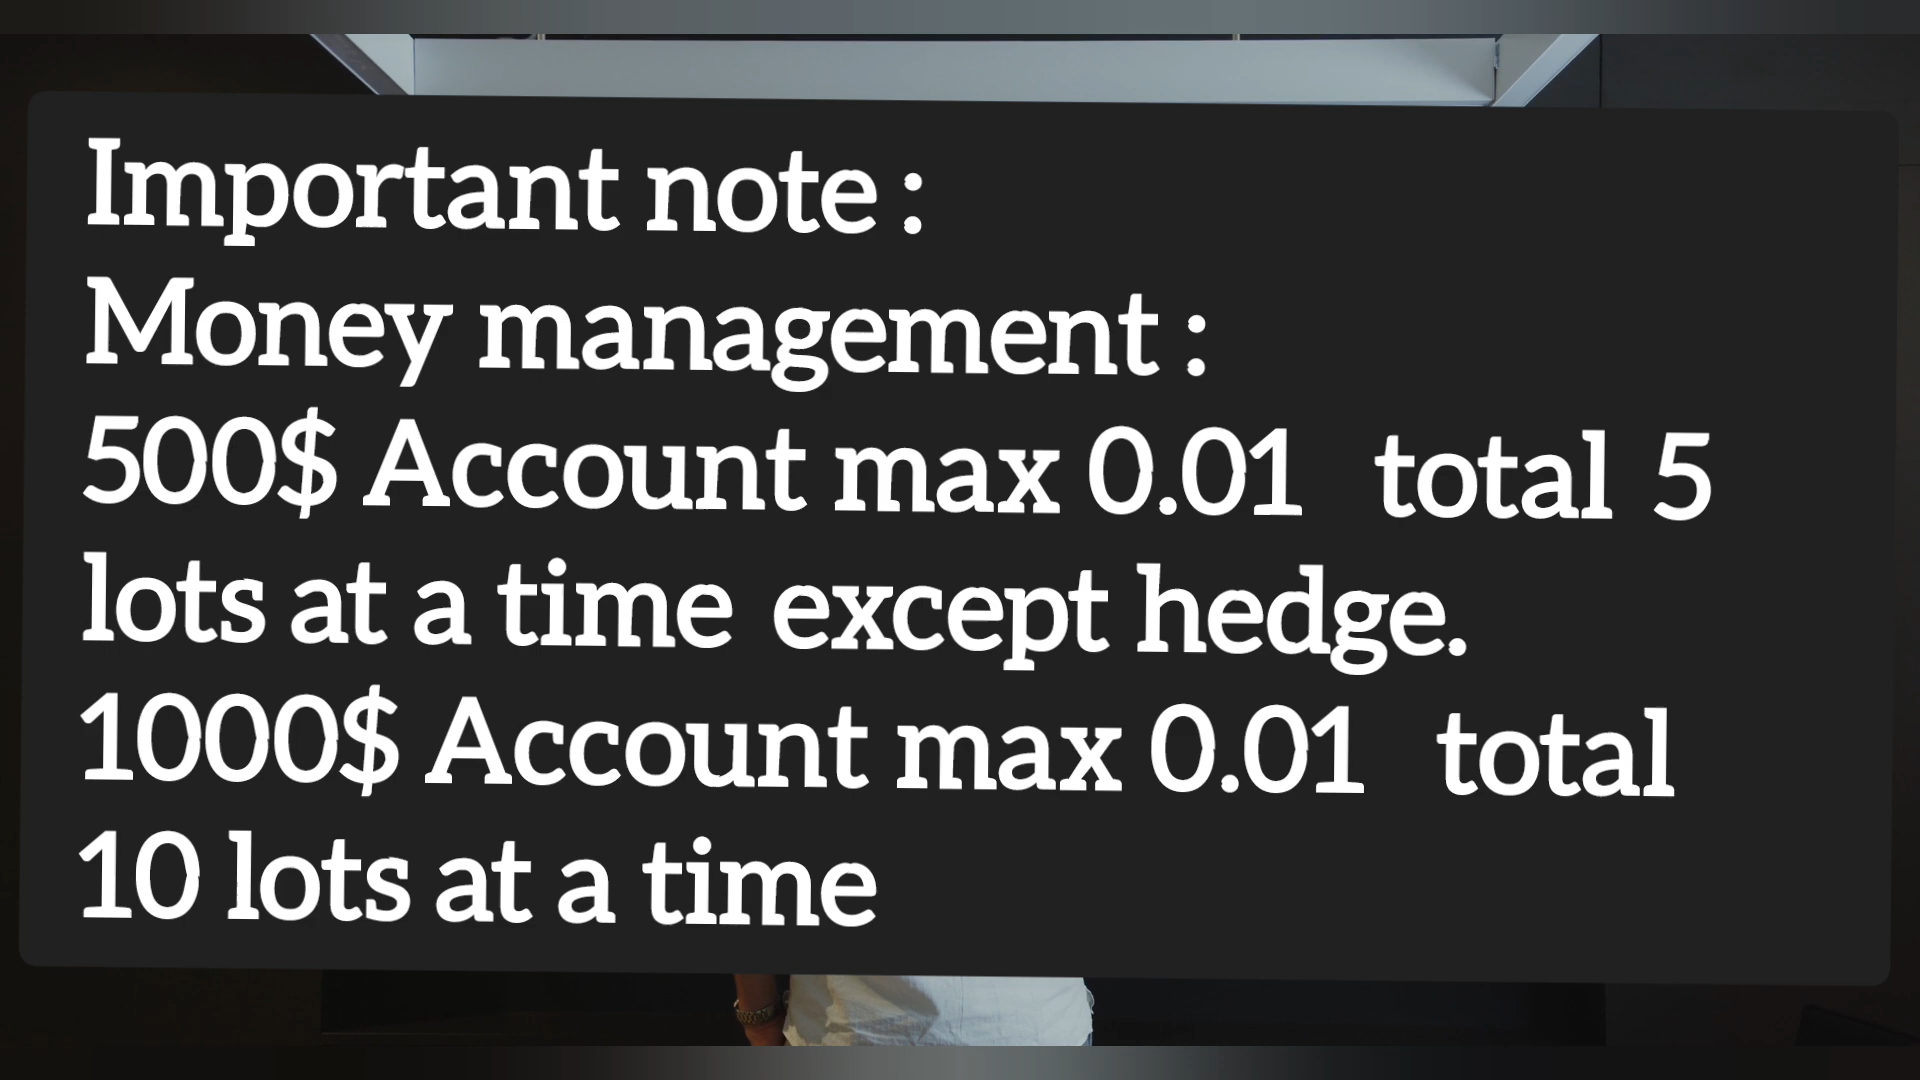 Important note :
Money management :
500$ Account max 0.01 total 5
lots at a time except hedge.
1000$ Account max 0.01 total
10 lots at a time